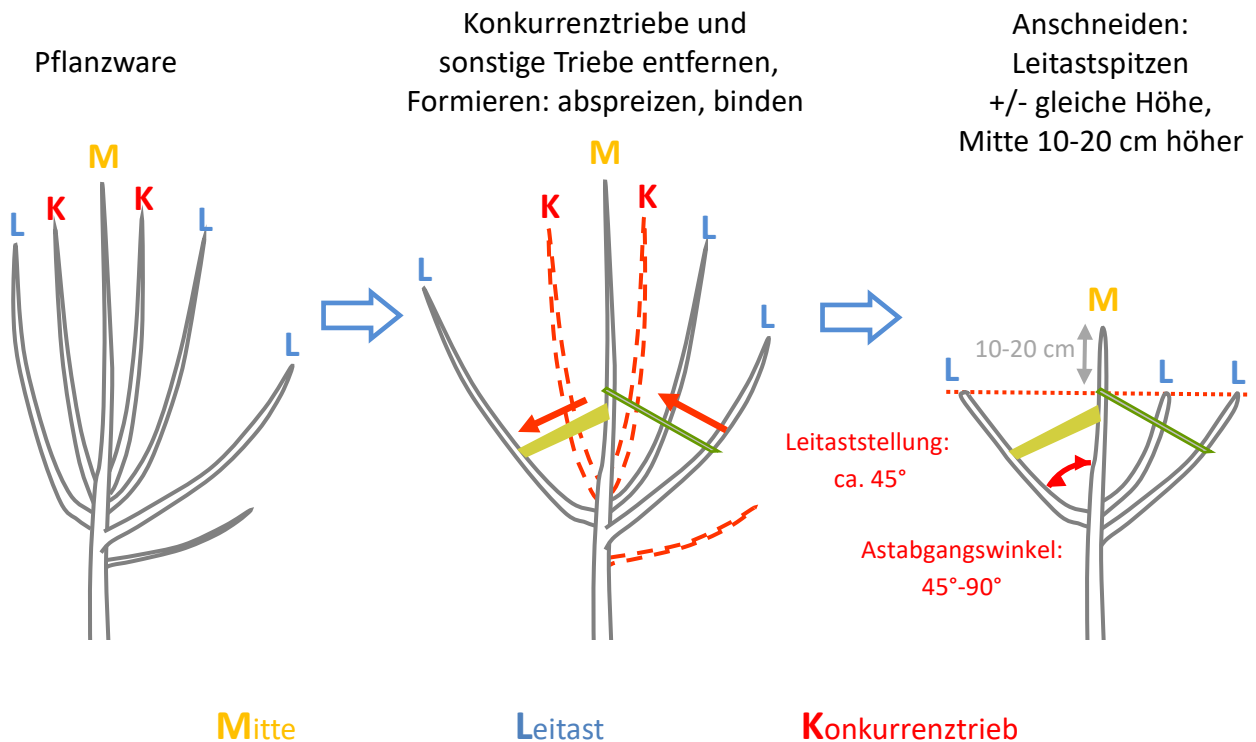 Pflanzware
M
K
K
L
L
L
Konkurrenztriebe und
sonstige Triebe entfernen,
Formieren: abspreizen, binden
M
K
K
L
L
L
Anschneiden:
Leitastspitzen
+/- gleiche Höhe,
Mitte 10-20 cm höher
M
10-20 cm
L
L
L
Leitaststellung:
ca. 45°
Astabgangswinkel:
45°-90°
Mitte
Leitast
Konkurrenztrieb